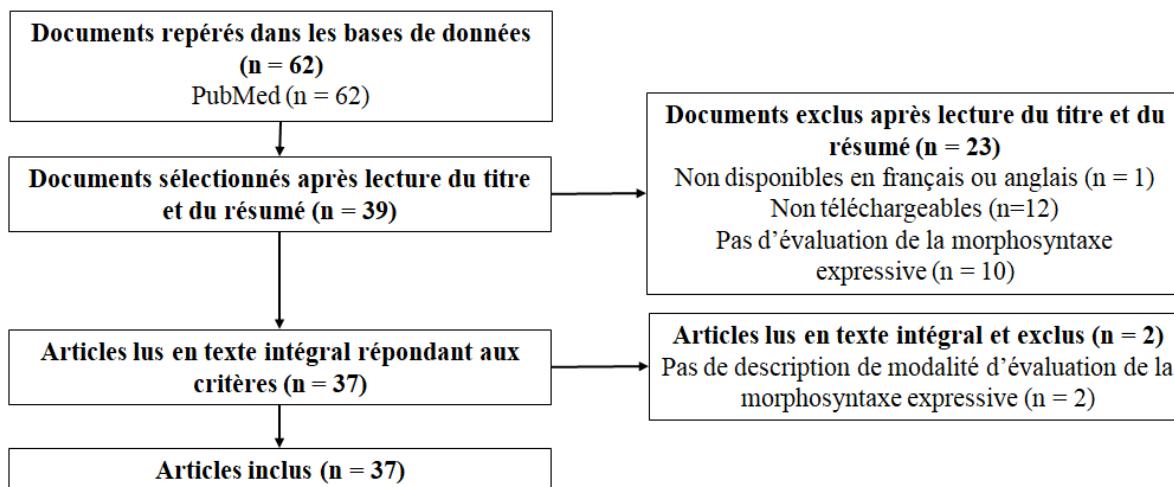 Documents repérés dans les bases de données
(n = 62)
PubMed (n = 62)
Documents sélectionnés après lecture du titre
et du résumé (n = 39)
Documents exclus après lecture du titre et du
résumé (n = 23)
Non disponibles en français ou anglais (n = 1)
Non téléchargeables (n=12)
Pas d’évaluation de la morphosyntaxe
expressive (n = 10)
Articles lus en texte intégral répondant aux
critères (n = 37)
Articles lus en texte intégral et exclus (n = 2)
Pas de description de modalité d’évaluation de la
morphosyntaxe expressive (n = 2)
Articles inclus (n = 37)